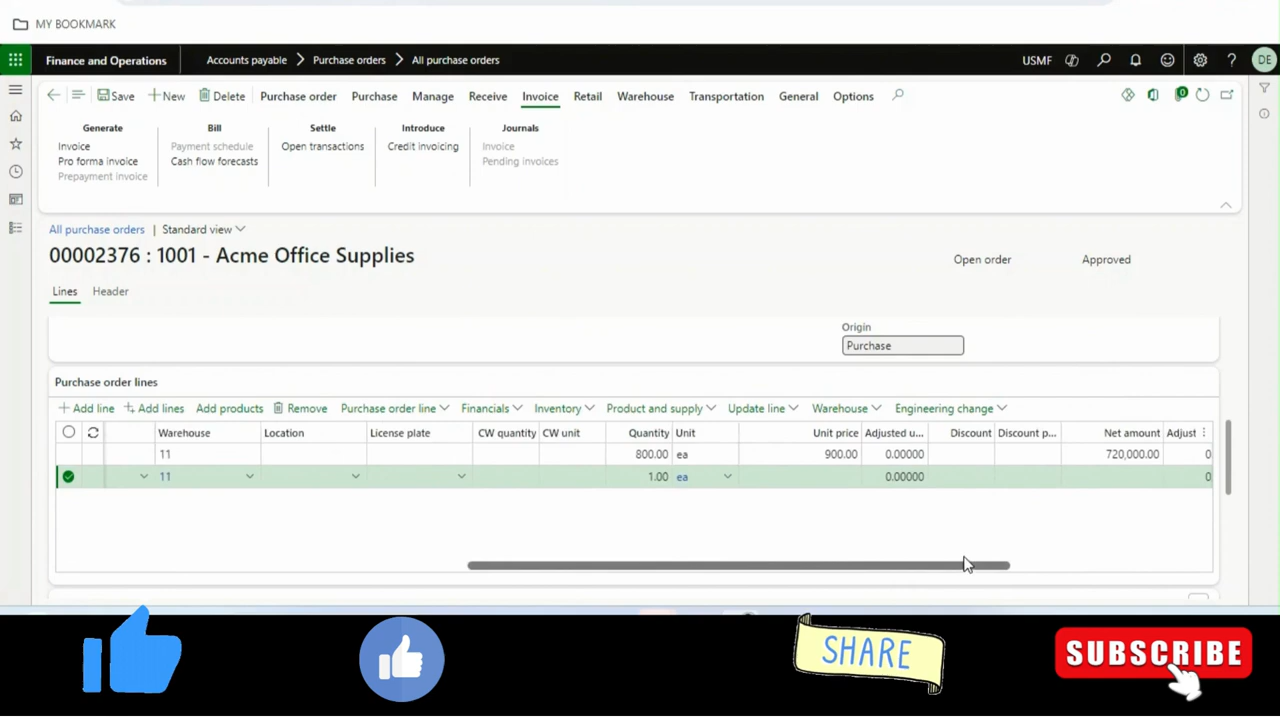 MY BOOKMARK
Finance and Operations Accounts payable Purchase orders All purchase orders USMF DE
Save New Delete Purchase order Purchase Manage Receive Invoice Retail Warehouse Transportation General Options 0
Generate Bill Settle Introduce Journals
Invoice Payment schedule Open transactions Credit invoicing Invoice
Pro forma invoice Cash flow forecasts Pending invoices
Prepayment invoice
All purchase orders | Standard view
00002376 : 1001 - Acme Office Supplies Open order Approved
Lines Header
Origin
Purchase
Purchase order lines
Add line Add lines Add products Remove Purchase order line Financials Inventory Product and supply Update line Warehouse Engineering change
Warehouse Location License plate CW quantity CW unit Quantity Unit Unit price Adjusted u... Discount Discount p... Net amount Adjust
11 800.00 ea 900.00 0.00000 720,000.00 0
11 1.00 ea 0.00000 0
SHARE SUBSCRIBE